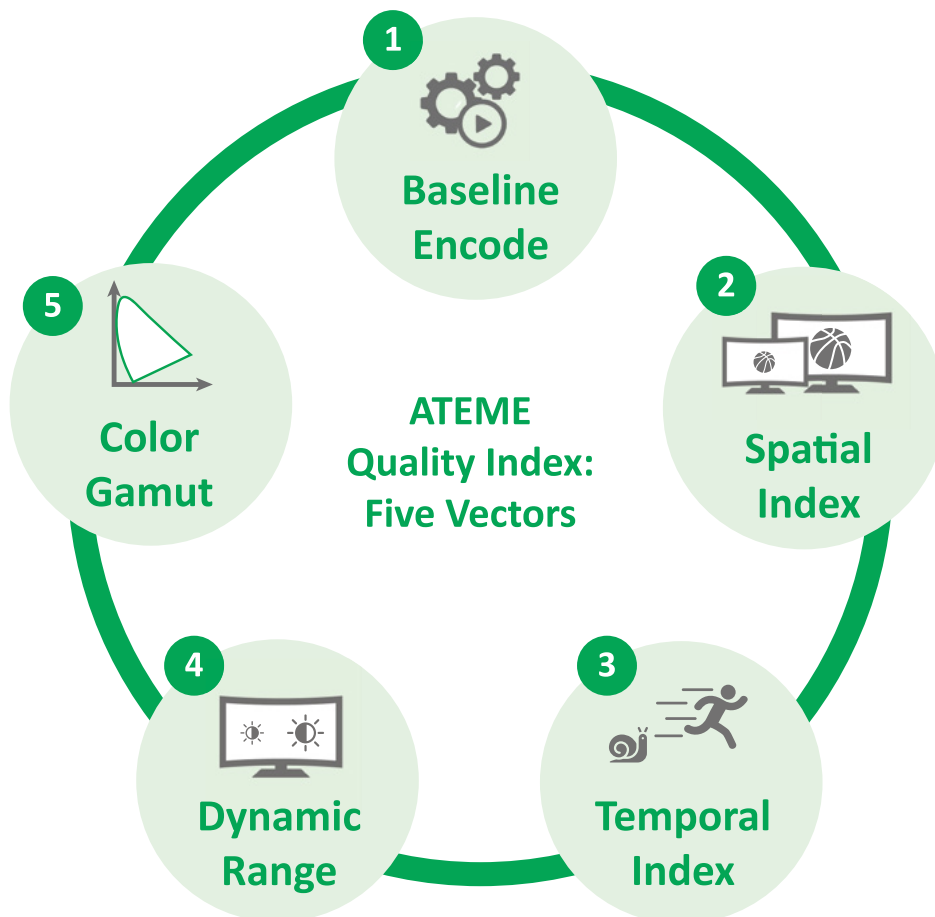 1
Baseline
Encode
2
Spatial
Index
3
Temporal
Index
4
Dynamic
Range
5
Color
Gamut
ATEME
Quality Index:
Five Vectors